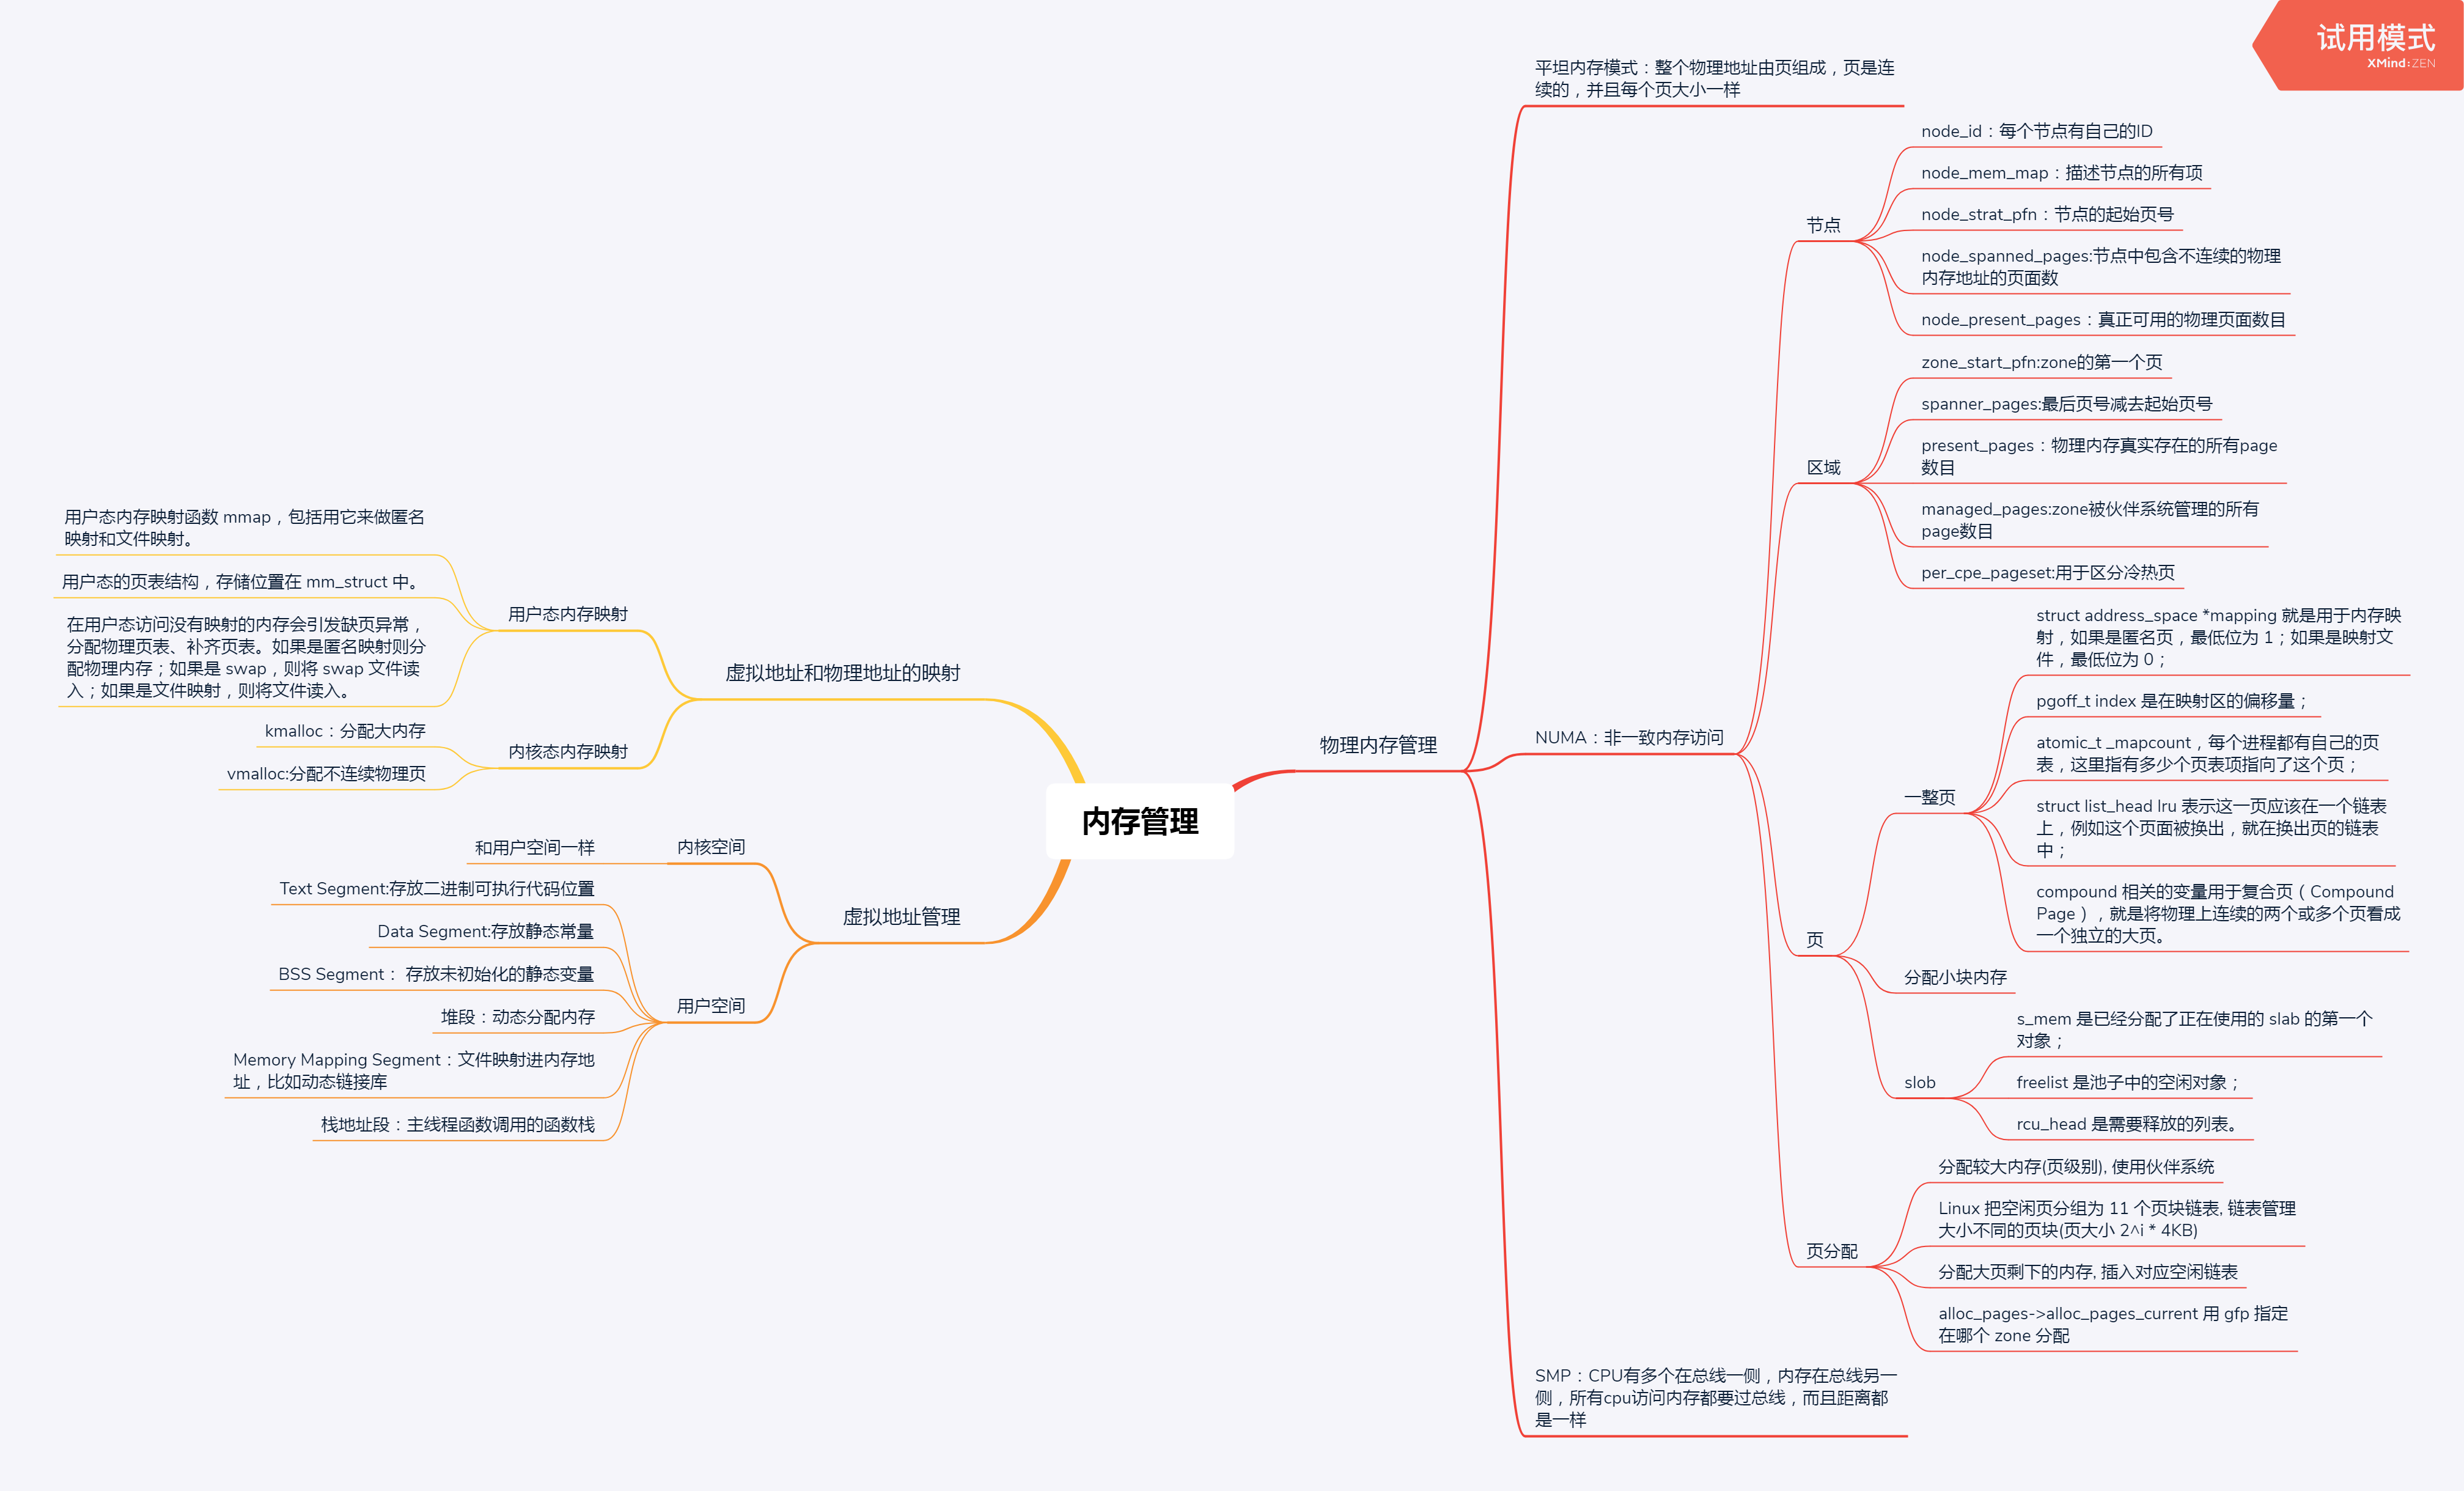 试用模式
XMind:ZEN
内存管理
物理内存管理
平坦内存模式：整个物理地址由页组成，页是连
续的，并且每个页大小一样
NUMA：非一致内存访问
节点
node_id：每个节点有自己的ID
node_mem_map：描述节点的所有项
node_strat_pfn：节点的起始页号
node_spanned_pages:节点中包含不连续的物理
内存地址的页面数
node_present_pages：真正可用的物理页面数目
区域
zone_start_pfn:zone的第一个页
spanner_pages:最后页号减去起始页号
present_pages：物理内存真实存在的所有page
数目
managed_pages:zone被伙伴系统管理的所有
page数目
per_cpe_pageset:用于区分冷热页
页
一整页
struct address_space *mapping 就是用于内存映
射，如果是匿名页，最低位为 1；如果是映射文
件，最低位为 0；
pgoff_t index 是在映射区的偏移量；
atomic_t _mapcount，每个进程都有自己的页
表，这里指有多少个页表项指向了这个页；
struct list_head lru 表示这一页应该在一个链表
上，例如这个页面被换出，就在换出页的链表
中；
compound 相关的变量用于复合页（Compound
Page），就是将物理上连续的两个或多个页看成
一个独立的大页。
分配小块内存
slob
s_mem 是已经分配了正在使用的 slab 的第一个
对象；
freelist 是池子中的空闲对象；
rcu_head 是需要释放的列表。
页分配
分配较大内存(页级别), 使用伙伴系统
Linux 把空闲页分组为 11 个页块链表, 链表管理
大小不同的页块(页大小 2^i * 4KB)
分配大页剩下的内存, 插入对应空闲链表
alloc_pages->alloc_pages_current 用 gfp 指定
在哪个 zone 分配
SMP：CPU有多个在总线一侧，内存在总线另一
侧，所有cpu访问内存都要过总线，而且距离都
是一样
虚拟地址和物理地址的映射
用户态内存映射
用户态内存映射函数 mmap，包括用它来做匿名
映射和文件映射。
用户态的页表结构，存储位置在 mm_struct 中。
在用户态访问没有映射的内存会引发缺页异常，
分配物理页表、补齐页表。如果是匿名映射则分
配物理内存；如果是 swap，则将 swap 文件读
入；如果是文件映射，则将文件读入。
内核态内存映射
kmalloc：分配大内存
vmalloc:分配不连续物理页
虚拟地址管理
内核空间
和用户空间一样
用户空间
Text Segment:存放二进制可执行代码位置
Data Segment:存放静态常量
BSS Segment： 存放未初始化的静态变量
堆段：动态分配内存
Memory Mapping Segment：文件映射进内存地
址，比如动态链接库
栈地址段：主线程函数调用的函数栈